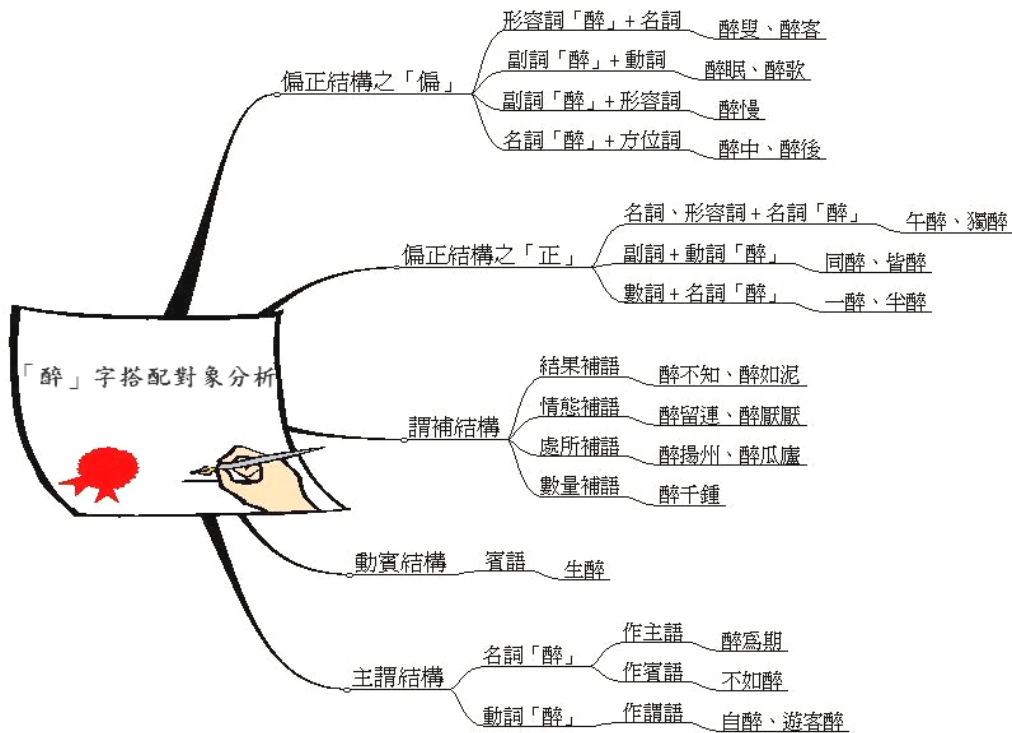 「醉」字搭配對象分析
偏正結構之「偏」
形容詞「醉」+名詞
醉叟、醉客
副詞「醉」+動詞
醉眠、醉歌
副詞「醉」+形容詞
醉慢
名詞「醉」+方位詞
醉中、醉後
偏正結構之「正」
名詞、形容詞+名詞「醉」
午醉、獨醉
副詞+動詞「醉」
同醉、皆醉
數詞+名詞「醉」
一醉、半醉
謂補結構
結果補語
醉不知、醉如泥
情態補語
醉留連、醉厭厭
處所補語
醉揚州、醉瓜廬
數量補語
醉千鍾
動賓結構
賓語
生醉
主謂結構
名詞「醉」
作主語
醉爲期
作賓語
不如醉
動詞「醉」
作謂語
自醉、遊客醉